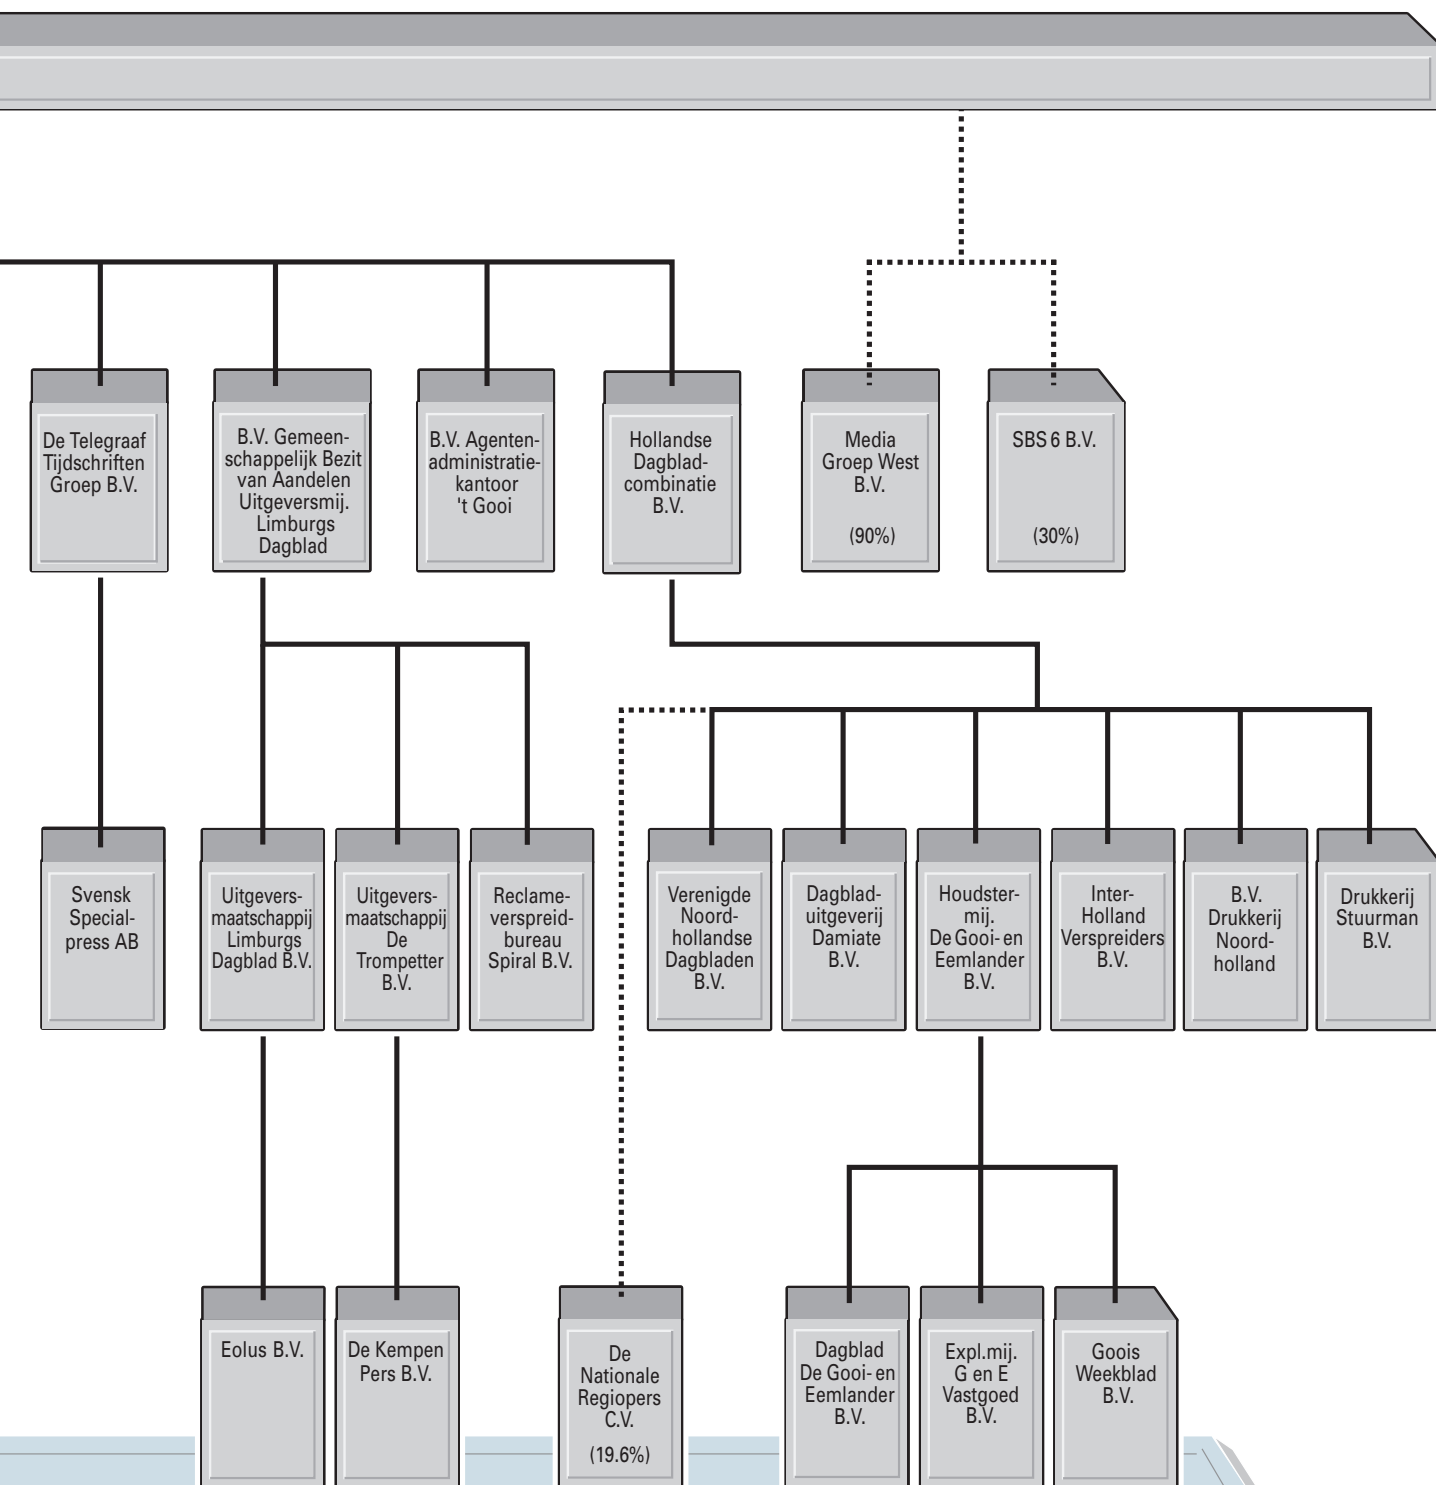 De Telegraaf
Tijdschriften
Groep B.V.
B.V. Gemeen-
schappelijk Bezit
van Aandelen
Uitgeversmij.
Limburgs
Dagblad
B.V. Agenten-
administratie-
kantoor
't Gooi
Hollandse
Dagblad-
combinatie
B.V.
Media
Groep West
B.V.
(90%)
SBS 6 B.V.
(30%)
Svensk
Special-
press AB
Uitgevers-
maatschappij
Limburgs
Dagblad B.V.
Uitgevers-
maatschappij
De
Trompetter
B.V.
Reclame-
verspreid-
bureau
Spiral B.V.
Verenigde
Noord-
hollandse
Dagbladen
B.V.
Dagblad-
uitgeverij
Damiate
B.V.
Houdster-
mij.
De Gooi- en
Eemlander
B.V.
Inter-
Holland
Verspreiders
B.V.
B.V.
Drukkerij
Noord-
holland
Drukkerij
Stuurman
B.V.
Eolus B.V.
De Kempen
Pers B.V.
De
Nationale
Regiopers
C.V.
(19.6%)
Dagblad
De Gooi- en
Eemlander
B.V.
Expl.mij.
G en E
Vastgoed
B.V.
Goois
Weekblad
B.V.